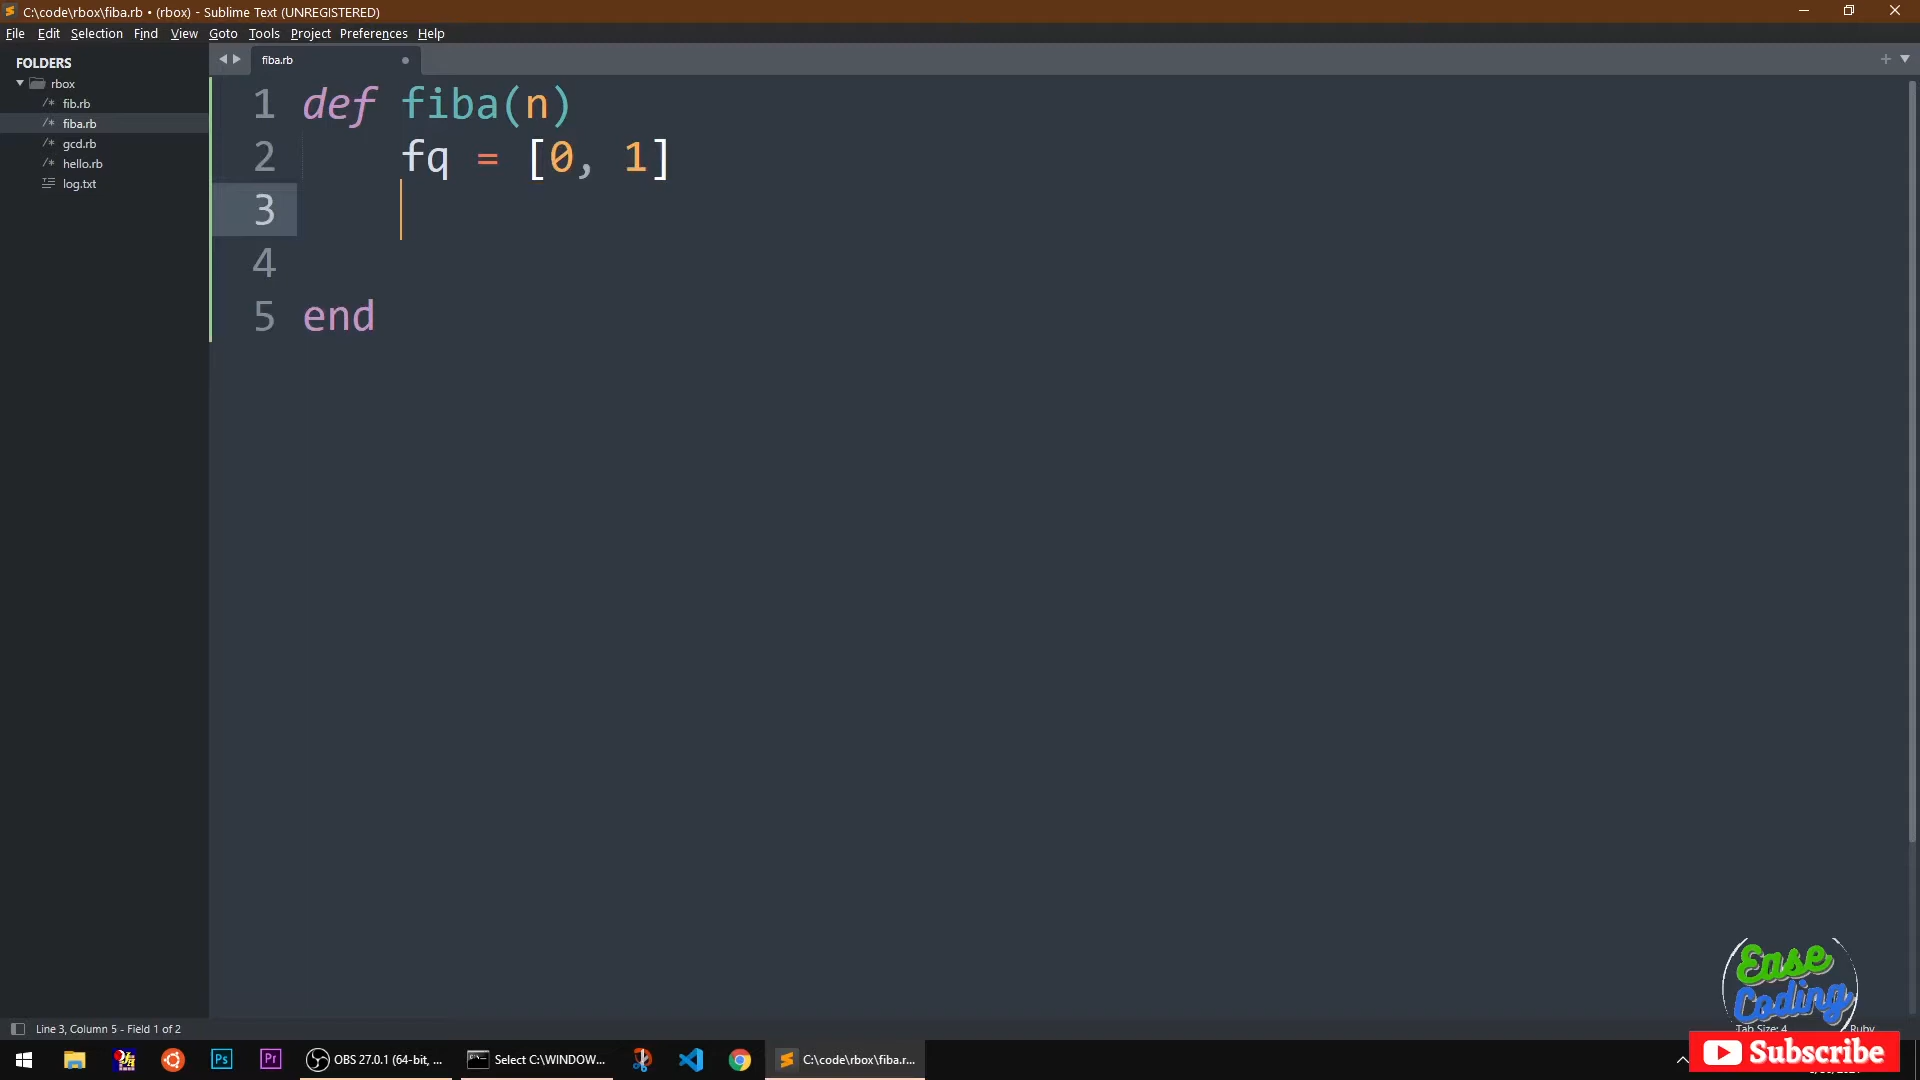 C:\code\rbox\fiba.rb • (rbox) - Sublime Text (UNREGISTERED)
File Edit Selection Find View Goto Tools Project Preferences Help
FOLDERS
rbox
fib.rb
fiba.rb
gcd.rb
hello.rb
log.txt
fiba.rb
1 def fiba(n)
2 fq = [0, 1]
3
4
5 end
Ease
Coding
Line 3, Column 5 - Field 1 of 2
Tab Size: 4
Ruby
Ps
Pr
OBS 27.0.1 (64-bit, ...
Select C:\WINDOW...
C:\code\rbox\fiba.r...
Subscribe